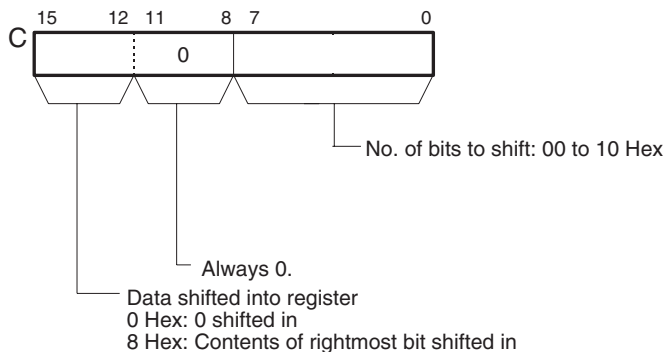 15 12 11 8 7 0
C
0
No. of bits to shift: 00 to 10 Hex
Always 0.
Data shifted into register
0 Hex: 0 shifted in
8 Hex: Contents of rightmost bit shifted in